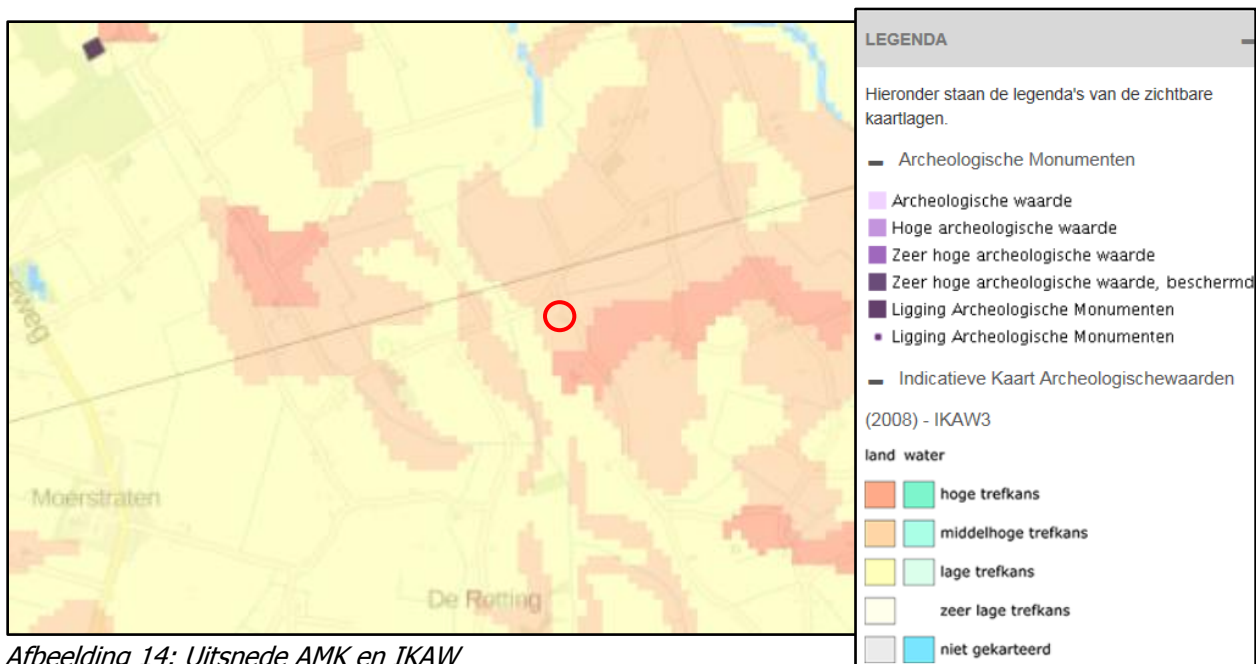 eweg
Moerstraten
De Rotting
LEGENDA
Hieronder staan de legenda's van de zichtbare
kaartlagen.
Archeologische Monumenten
Archeologische waarde
Hoge archeologische waarde
Zeer hoge archeologische waarde
Zeer hoge archeologische waarde, beschermd
Ligging Archeologische Monumenten
Ligging Archeologische Monumenten
Indicatieve Kaart Archeologischewaarden
(2008) - IKAW3
land water
hoge trefkans
middelhoge trefkans
lage trefkans
zeer lage trefkans
niet gekarteerd
Afbeelding 14: Uitsnede AMK en IKAW